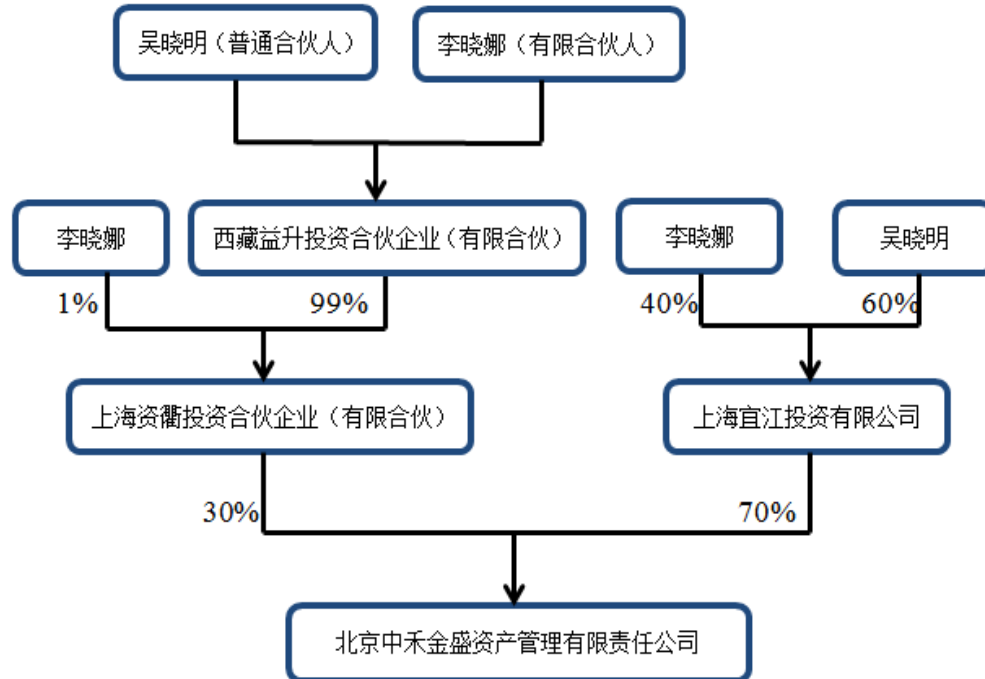 吴晓明（普通合伙人）
李晓娜（有限合伙人）
李晓娜
西藏益升投资合伙企业（有限合伙）
李晓娜
吴晓明
1%
99%
40%
60%
上海资衢投资合伙企业（有限合伙）
上海宜江投资有限公司
30%
70%
北京中禾金盛资产管理有限责任公司